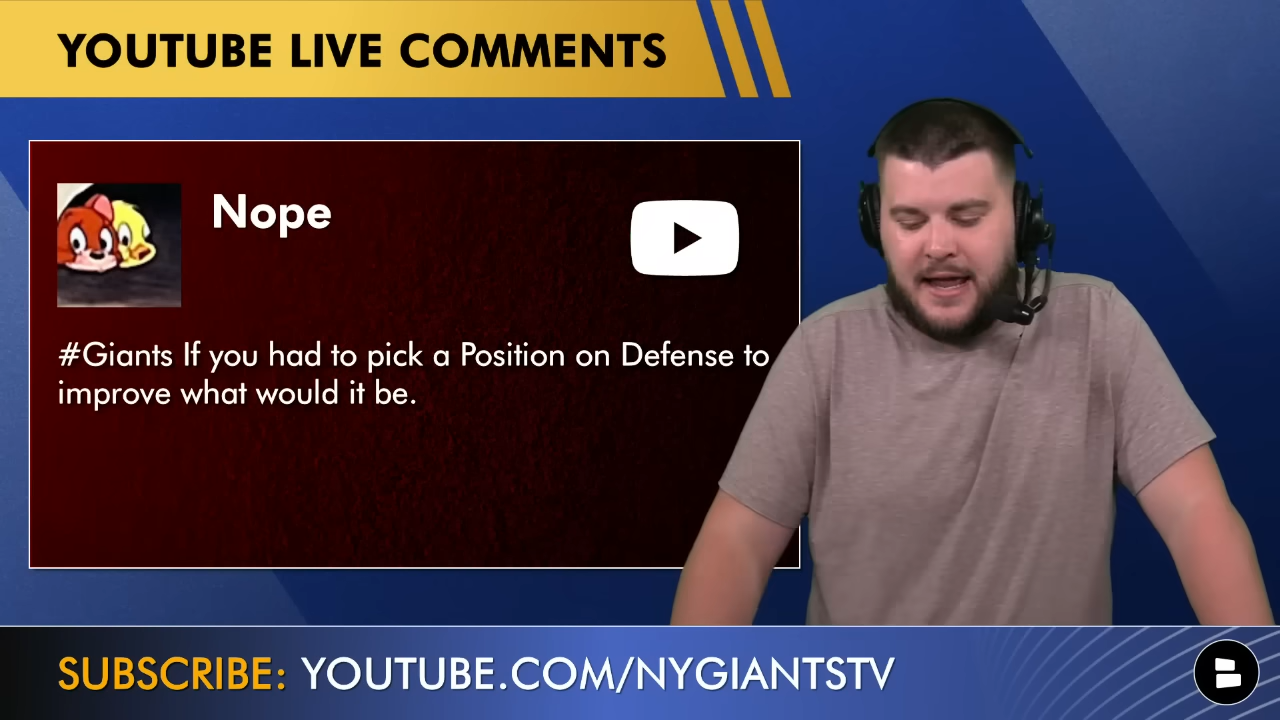 YOUTUBE LIVE COMMENTS
Nope
#Giants If you had to pick a Position on Defense to
improve what would it be.
SUBSCRIBE: YOUTUBE.COM/NYGIANTSTV